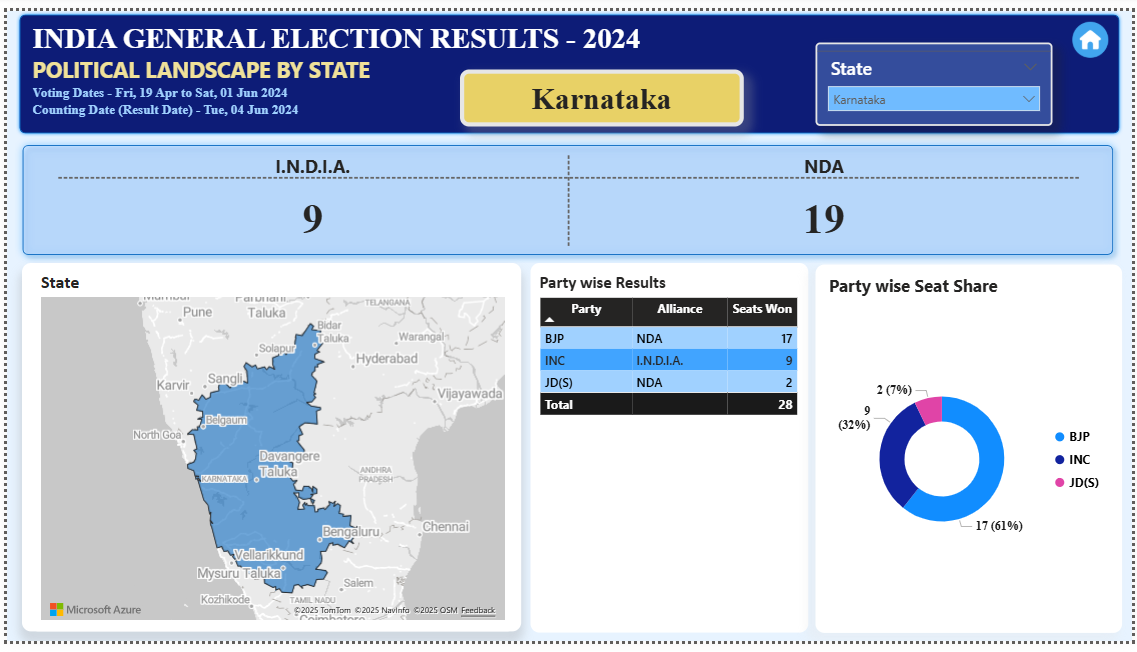 INDIA GENERAL ELECTION RESULTS - 2024
POLITICAL LANDSCAPE BY STATE
Voting Dates - Fri, 19 Apr to Sat, 01 Jun 2024
Counting Date (Result Date) - Tue, 04 Jun 2024
Karnataka
State
Karnataka
I.N.D.I.A.
9
NDA
19
State
Parbhani
Taluka
TELANGANA
Pune
Bidar
Taluka
Solapur
Warangal
Hyderabad
Sangli
Karvir
Vijayawada
Belgaum
North Goa
Davangere
Taluka
KARNATAKA
ANDHRA
PRADESH
Bengaluru
Chennai
Vellarikkund
Mysuru Taluka
Salem
Kozhikode
TAMIL NADU
Coimbatore
Microsoft Azure
©2025 TomTom ©2025 NavInfo ©2025 OSM Feedback
Party wise Results
Party Alliance Seats Won
BJP NDA 17
INC I.N.D.I.A. 9
JD(S) NDA 2
Total 28
Party wise Seat Share
2 (7%)
9
(32%)
17 (61%)
BJP
INC
JD(S)